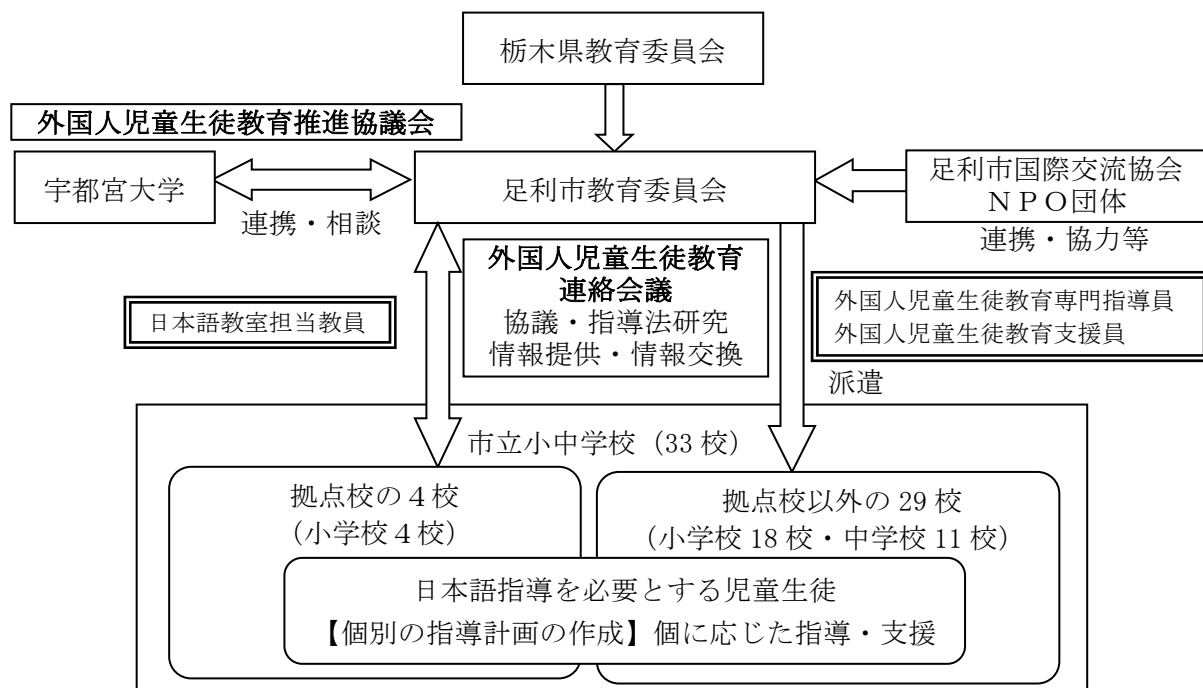 栃木県教育委員会
外国人児童生徒教育推進協議会
宇都宮大学
足利市教育委員会
足利市国際交流協会
ＮＰＯ団体
連携・相談
連携・協力等
外国人児童生徒教育
連絡会議
協議・指導法研究
情報提供・情報交換
日本語教室担当教員
外国人児童生徒教育専門指導員
外国人児童生徒教育支援員
派遣
市立小中学校（33 校）
拠点校の４校
（小学校４校）
拠点校以外の 29 校
（小学校 18 校・中学校 11 校）
日本語指導を必要とする児童生徒
【個別の指導計画の作成】個に応じた指導・支援